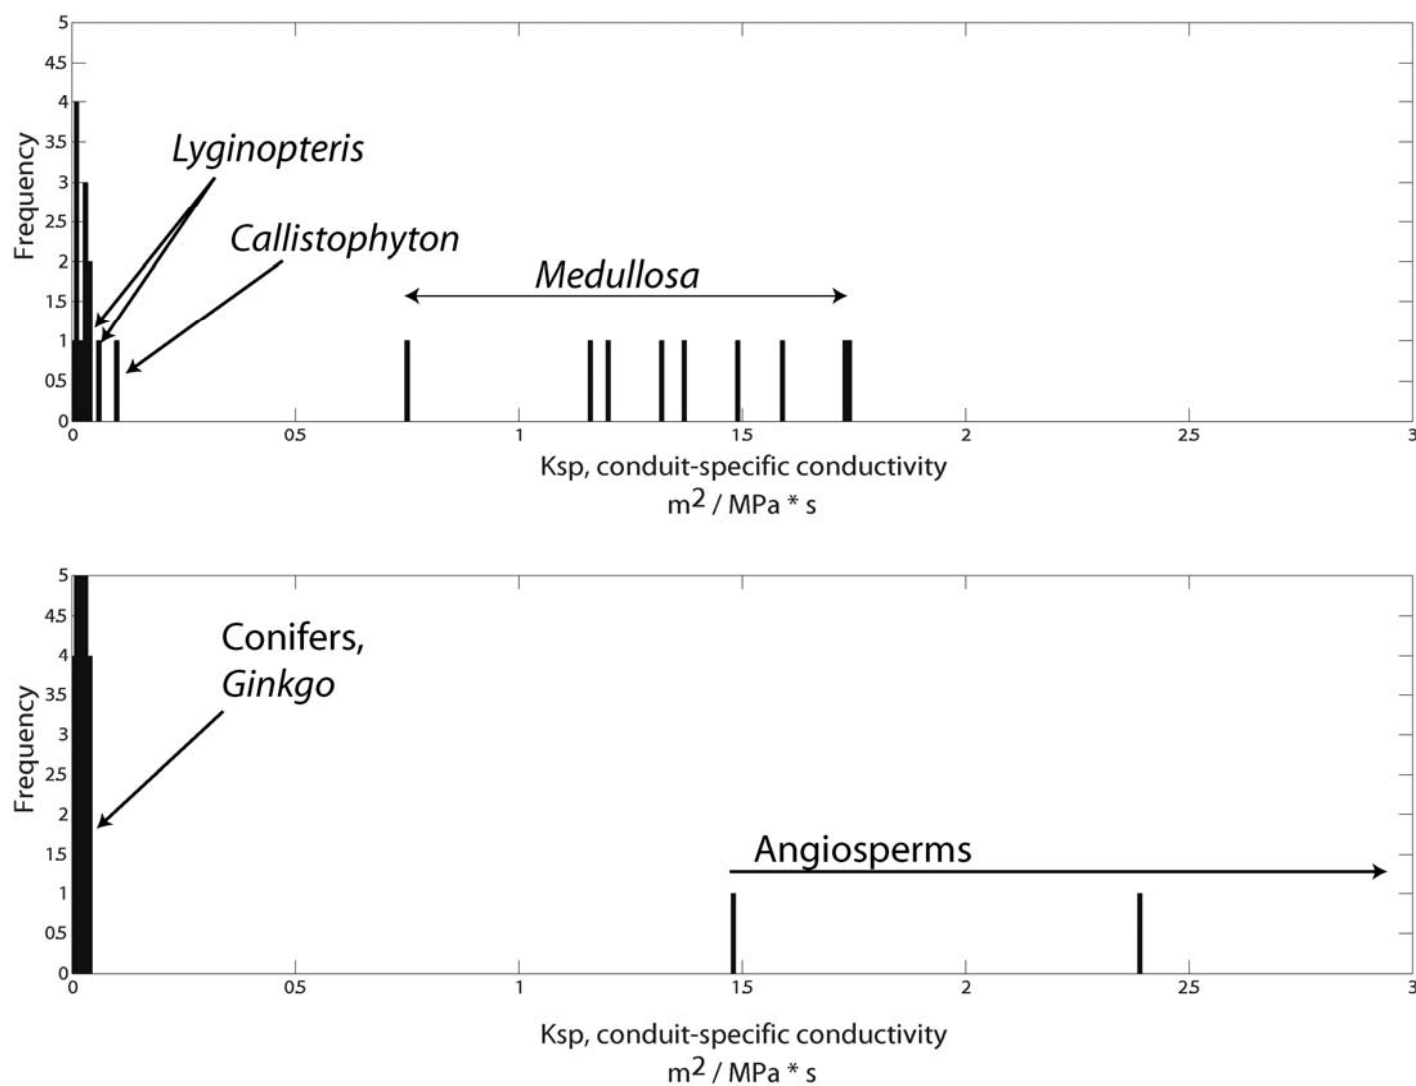 5
4.5
4
3.5
3
2.5
2
1.5
1
0.5
0
Frequency
Lyginopteris
Callistophyton
Medullosa
0 0.5 1 1.5 2 2.5 3
Ksp, conduit-specific conductivity
m2 / MPa * s
5
4.5
4
3.5
3
2.5
2
1.5
1
0.5
0
Frequency
Conifers,
Ginkgo
Angiosperms
0 0.5 1 1.5 2 2.5 3
Ksp, conduit-specific conductivity
m2 / MPa * s